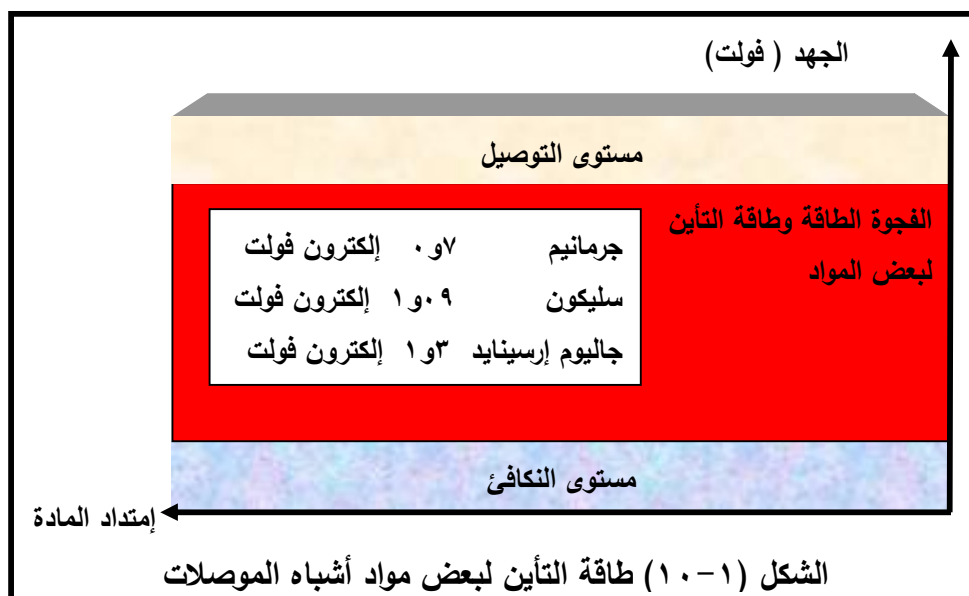 الجهد ( فولت)
مستوى التوصيل
الفجوة الطاقة وطاقة التأين
لبعض المواد
جرمانيم ٧و٠ إلكترون فولت
سليكون ٠٩و١ إلكترون فولت
جاليوم إرسينايد ٣و١ إلكترون فولت
مستوى النكافئ
إمتداد المادة
الشكل (١-١٠) طاقة التأين لبعض مواد أشباه الموصلات